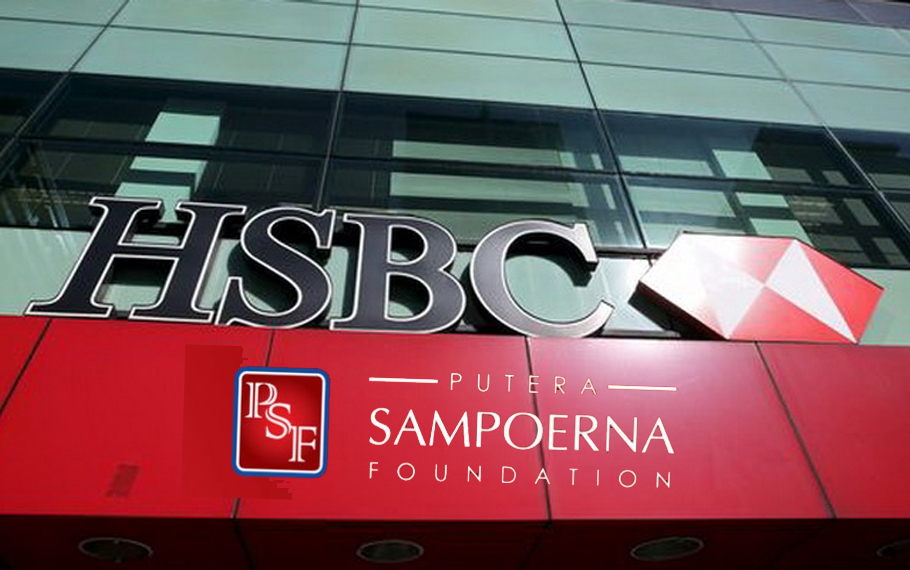 HSBC
PSF
PUTERA
SAMPOERNA
FOUNDATION